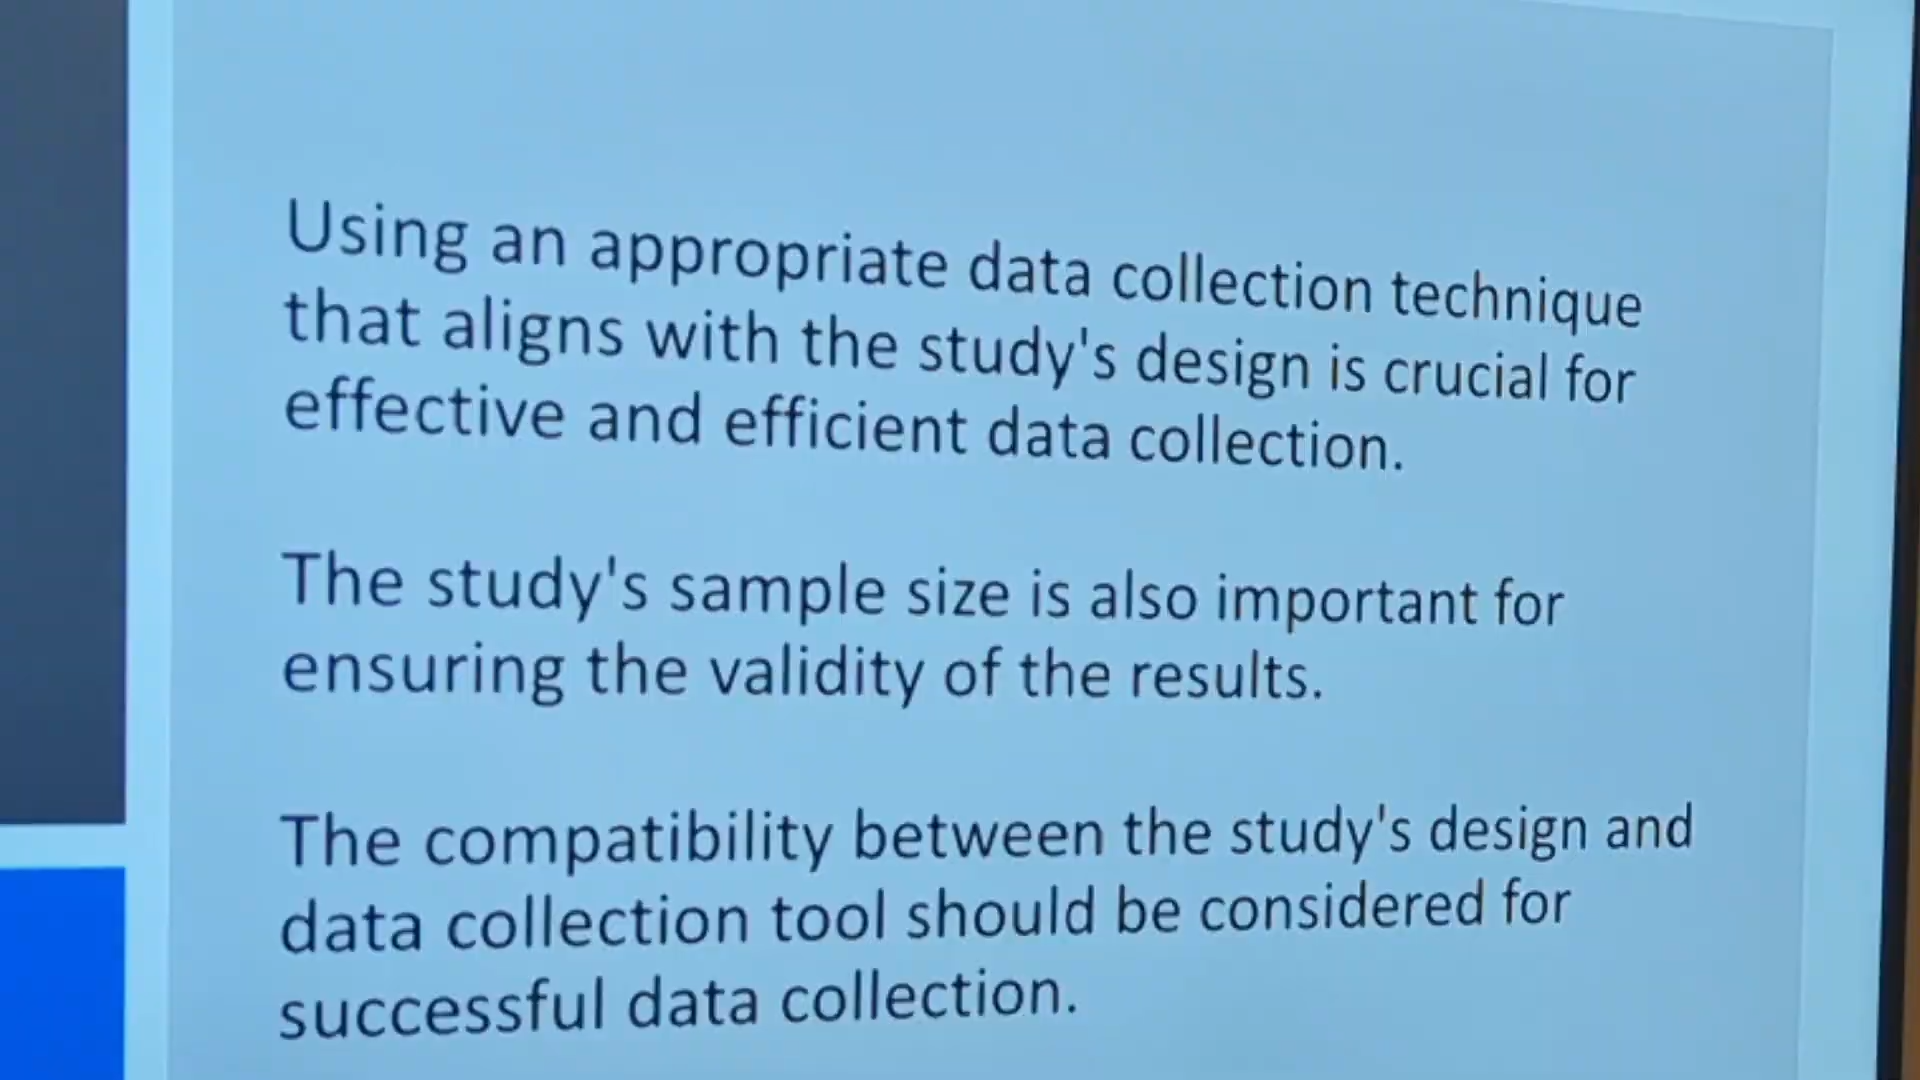 Using an appropriate data collection technique
that aligns with the study's design is crucial for
effective and efficient data collection.
The study's sample size is also important for
ensuring the validity of the results.
The compatibility between the study's design and
data collection tool should be considered for
successful data collection.